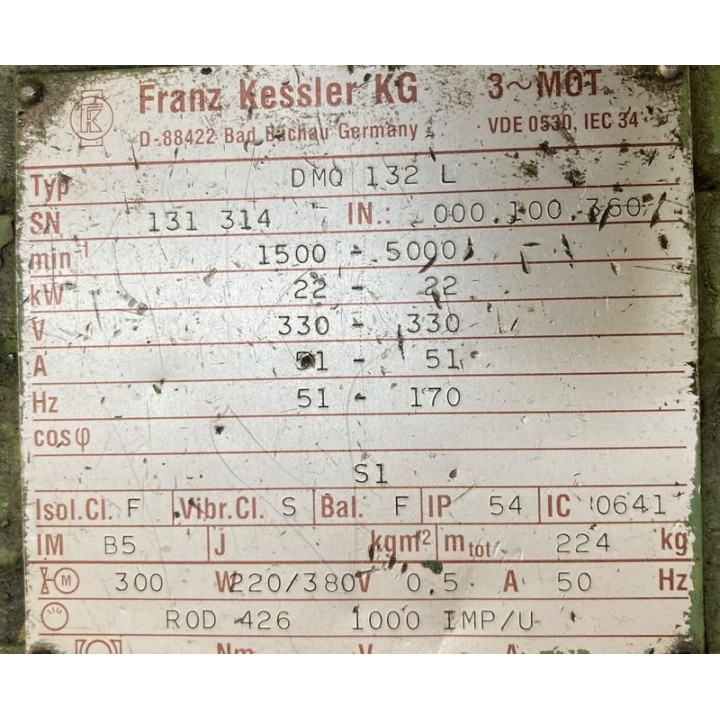 Franz Kessler KG 3~MOT.
D-88422 Bad Buchau Germany VDE 0530, IEC 34
Typ DMQ 132 L
SN 131 314 IN.: 000.100.360
min⁻¹ 1500 - 5000
kW 22 - 22
V 330 - 330
A 51 - 51
Hz 51 - 170
cosφ
S1
Isol.Cl. F Vibr.Cl. S Bal. F IP 54 IC 0641
IM B5 J kgm² m tot 224 kg
M 300 W 220/380V 0.5 A 50 Hz
ROD 426 1000 IMP/U
Nm V A